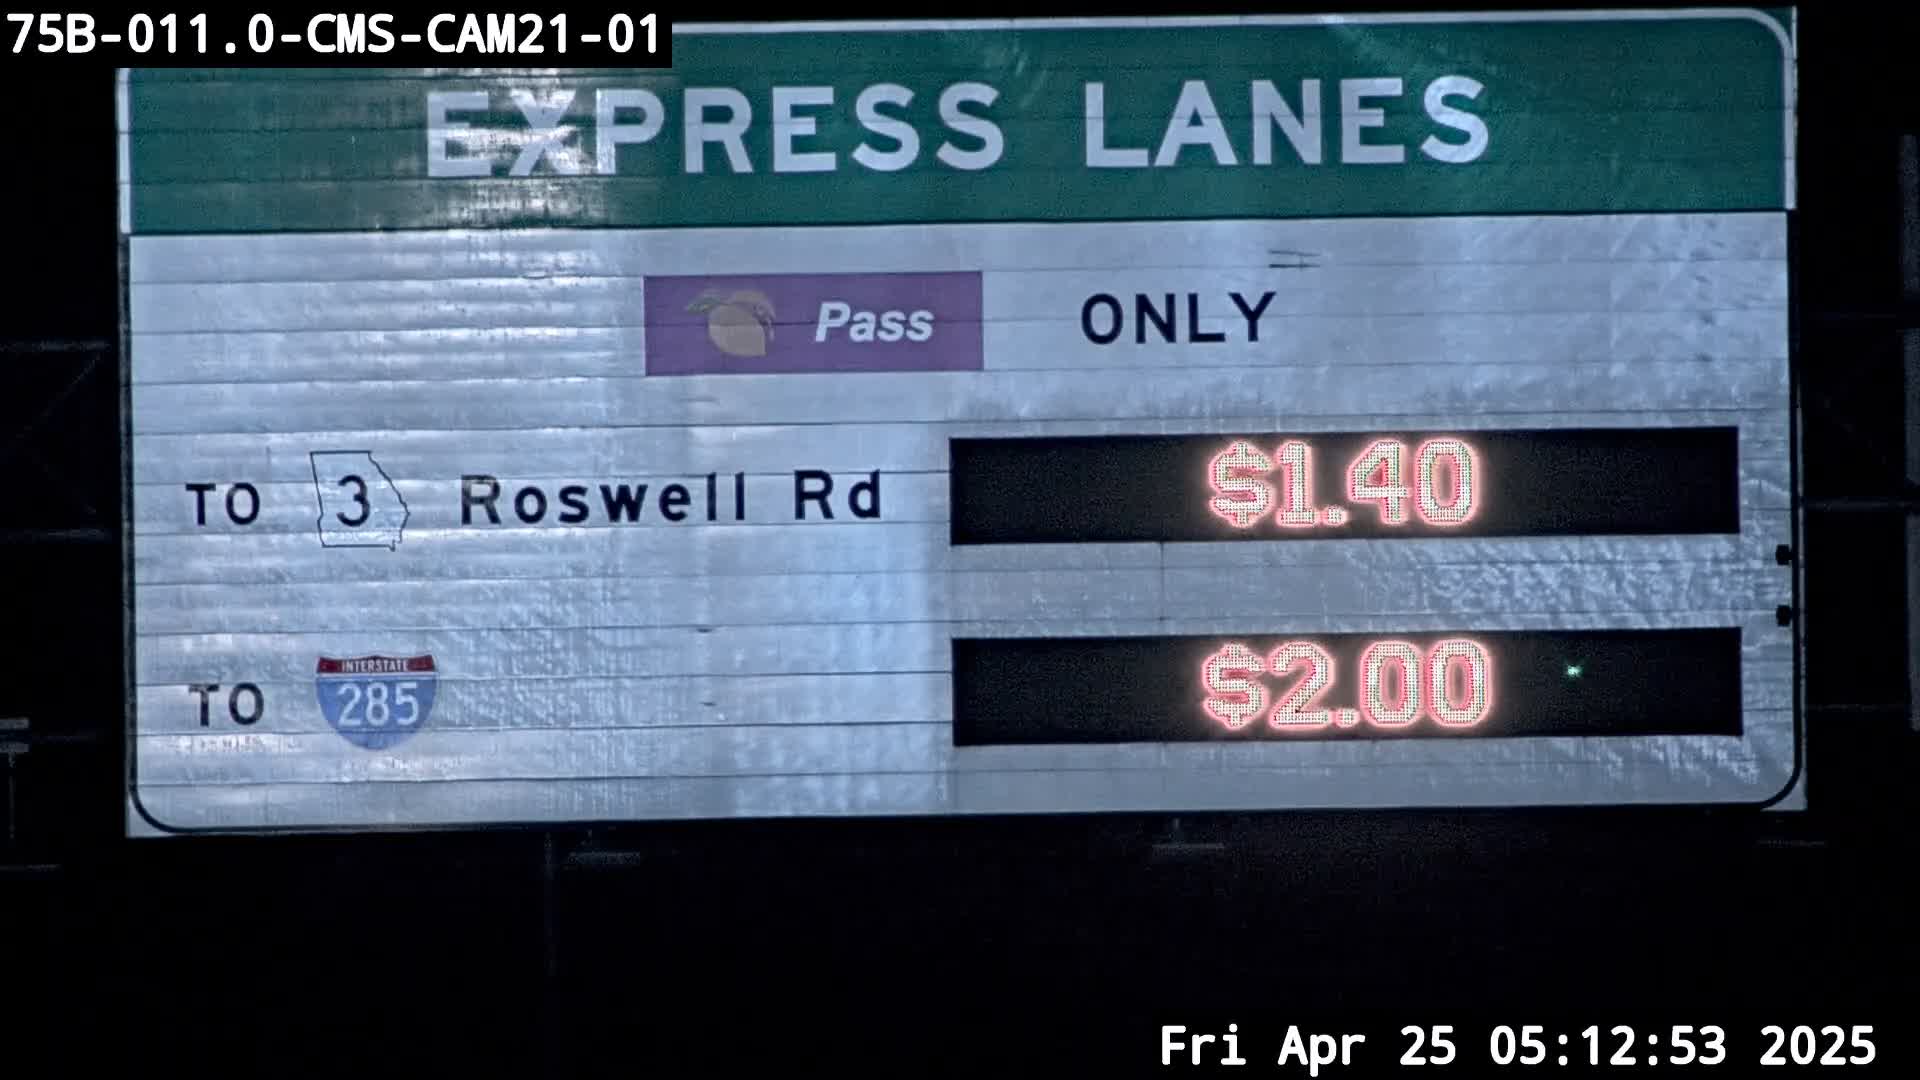 75B-011.0-CMS-CAM21-01
EXPRESS LANES
Pass ONLY
TO 3 Roswell Rd $1.40
INTERSTATE
TO 285 $2.00
Fri Apr 25 05:12:53 2025